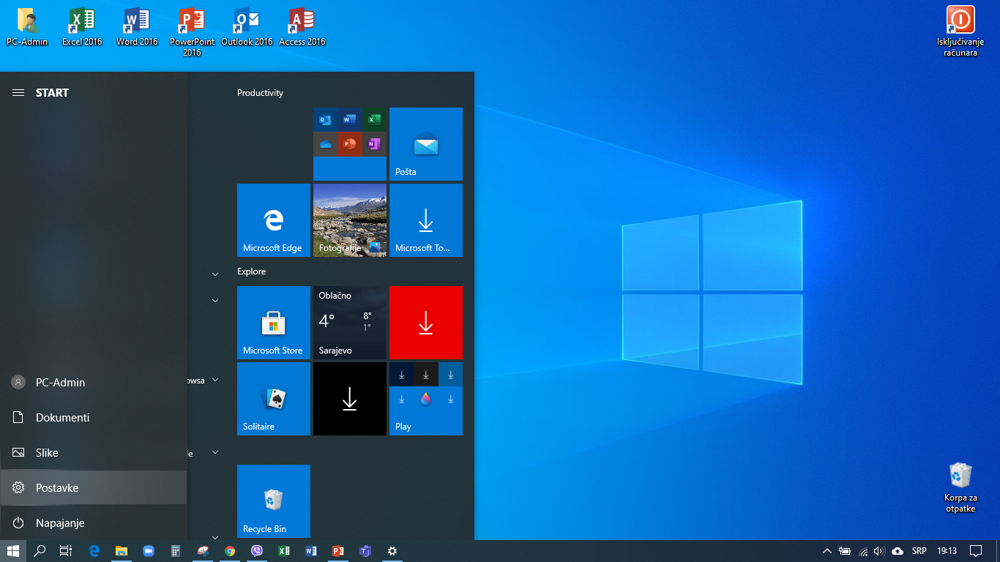 PC-Admin
Excel 2016
Word 2016
PowerPoint
2016
Outlook 2016
Access 2016
Isključivanje
računara
START
Productivity
Pošta
Microsoft Edge
Fotografije
Microsoft To...
Explore
Microsoft Store
Oblačno
4°
8°
1°
Sarajevo
Solitaire
Play
PC-Admin
owsa
Dokumenti
Slike
le
Postavke
Napajanje
Recycle Bin
Korpa za
otpatke
SRP
19:13